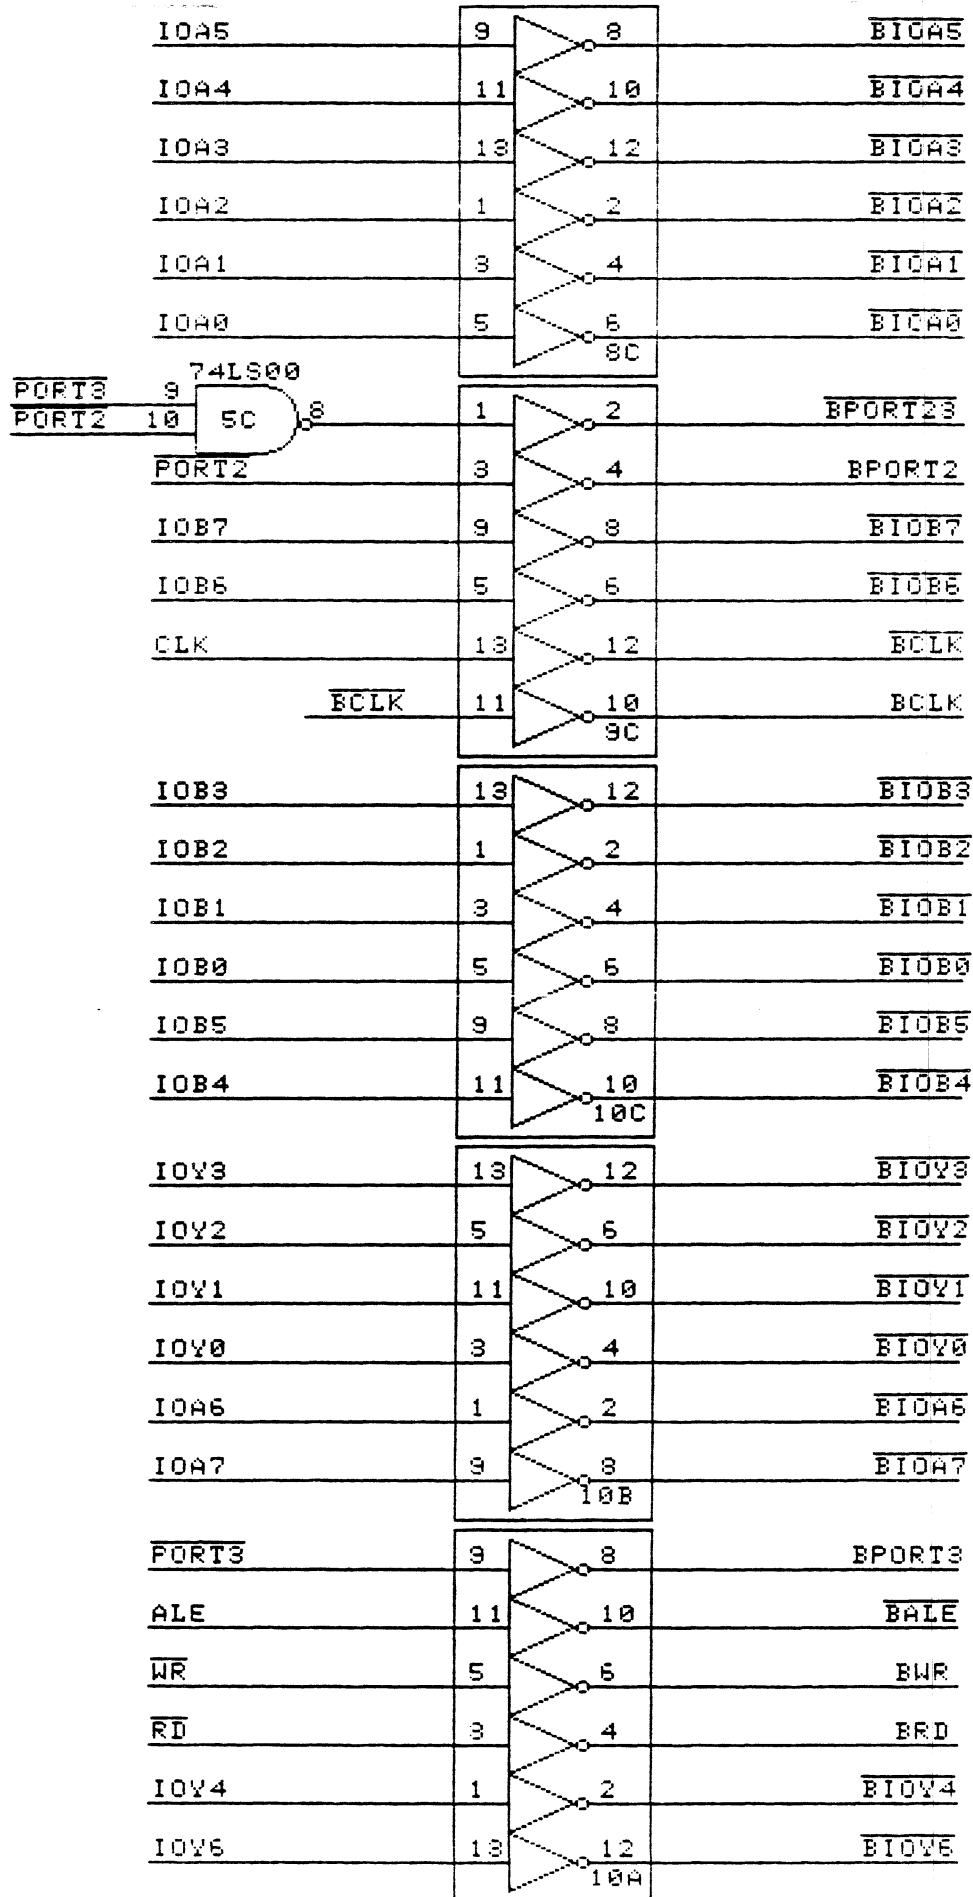 IOA5 9 8 BIOA5
IOA4 11 10 BIOA4
IOA3 13 12 BIOA3
IOA2 1 2 BIOA2
IOA1 3 4 BIOA1
IOA0 5 6 BIOA0
8C
74LS00
PORT3 9
PORT2 10 5C 8 1 2 BPORT23
PORT2 3 4 BPORT2
IOB7 9 8 BIOB7
IOB6 5 6 BIOB6
CLK 13 12 BCLK
BCLK 11 10 BCLK
9C
IOB3 13 12 BIOB3
IOB2 1 2 BIOB2
IOB1 3 4 BIOB1
IOB0 5 6 BIOB0
IOB5 9 8 BIOB5
IOB4 11 10 BIOB4
10C
IOY3 13 12 BIOY3
IOY2 5 6 BIOY2
IOY1 11 10 BIOY1
IOY0 3 4 BIOY0
IOA6 1 2 BIOA6
IOA7 9 8 BIOA7
10B
PORT3 9 8 BPORT3
ALE 11 10 BALE
WR 5 6 BWR
RD 3 4 BRD
IOY4 1 2 BIOY4
IOY6 13 12 BIOY6
10A